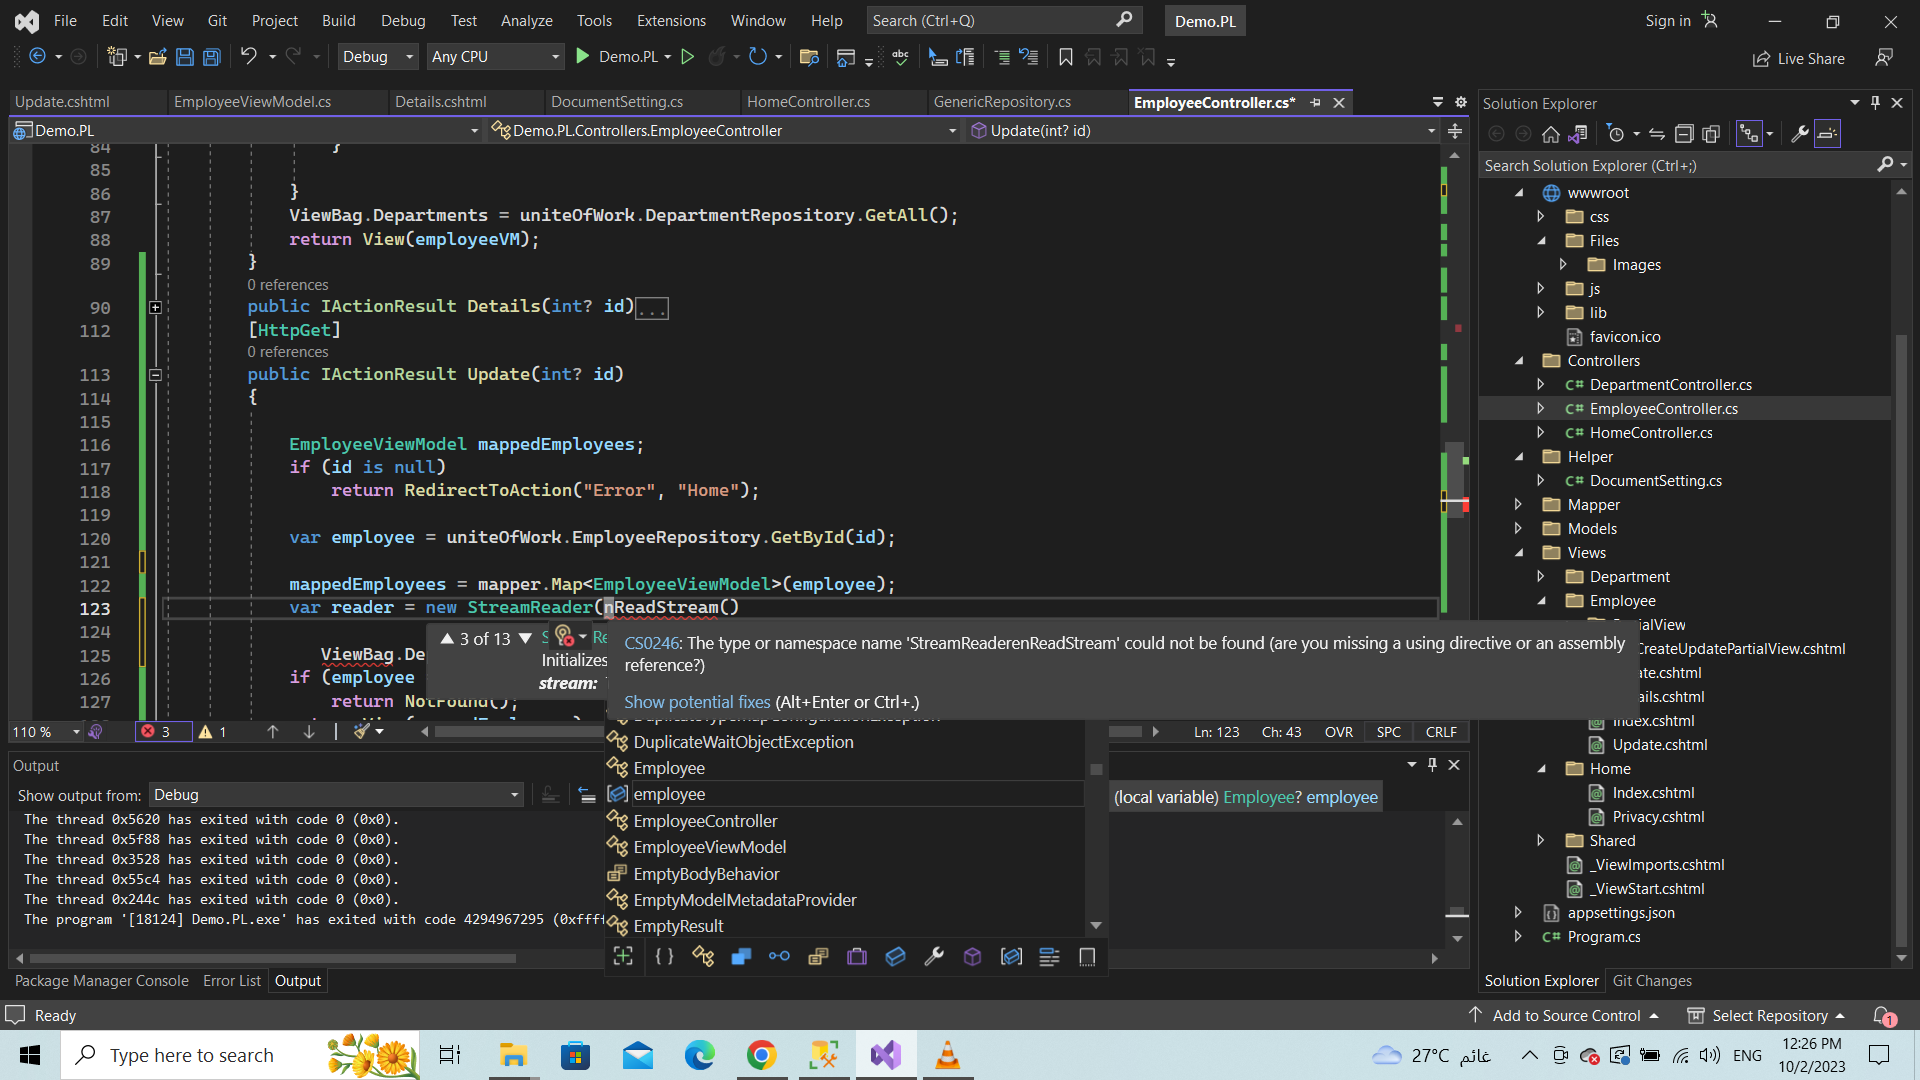 File Edit View Git Project Build Debug Test Analyze Tools Extensions Window Help Search (Ctrl+Q) Demo.PL Sign in
Debug Any CPU Demo.PL Live Share
Update.cshtml EmployeeViewModel.cs Details.cshtml DocumentSetting.cs HomeController.cs GenericRepository.cs EmployeeController.cs*
Demo.PL Demo.PL.Controllers.EmployeeController Update(int? id)
84 }
85
86 }
87 ViewBag.Departments = uniteOfWork.DepartmentRepository.GetAll();
88 return View(employeeVM);
89 }
0 references
90 public IActionResult Details(int? id)...
112 [HttpGet]
0 references
113 public IActionResult Update(int? id)
114 {
115
116 EmployeeViewModel mappedEmployees;
117 if (id is null)
118 return RedirectToAction("Error", "Home");
119
120 var employee = uniteOfWork.EmployeeRepository.GetById(id);
121
122 mappedEmployees = mapper.Map<EmployeeViewModel>(employee);
123 var reader = new StreamReader(nReadStream()
124
125 ViewBag.De
126 if (employee
127 return NotFound();
3 of 13 S Re
Initializes
stream:
CS0246: The type or namespace name 'StreamReaderenReadStream' could not be found (are you missing a using directive or an assembly
reference?)
Show potential fixes (Alt+Enter or Ctrl+.)
DuplicateWaitObjectException
Employee
employee
EmployeeController
EmployeeViewModel
EmptyBodyBehavior
EmptyModelMetadataProvider
EmptyResult
(local variable) Employee? employee
110 % 3 1 Ln: 123 Ch: 43 OVR SPC CRLF
Output
Show output from: Debug
The thread 0x5620 has exited with code 0 (0x0).
The thread 0x5f88 has exited with code 0 (0x0).
The thread 0x3528 has exited with code 0 (0x0).
The thread 0x55c4 has exited with code 0 (0x0).
The thread 0x244c has exited with code 0 (0x0).
The program '[18124] Demo.PL.exe' has exited with code 4294967295 (0xfff
Package Manager Console Error List Output
Solution Explorer
Search Solution Explorer (Ctrl+;)
wwwroot
css
Files
Images
js
lib
favicon.ico
Controllers
C# DepartmentController.cs
C# EmployeeController.cs
C# HomeController.cs
Helper
C# DocumentSetting.cs
Mapper
Models
Views
Department
Employee
ialView
CreateUpdatePartialView.cshtml
ate.cshtml
ails.cshtml
Index.cshtml
Update.cshtml
Home
Index.cshtml
Privacy.cshtml
Shared
_ViewImports.cshtml
_ViewStart.cshtml
appsettings.json
C# Program.cs
Solution Explorer Git Changes
Ready Add to Source Control Select Repository 1
Type here to search 27°C غائم ENG 12:26 PM
10/2/2023